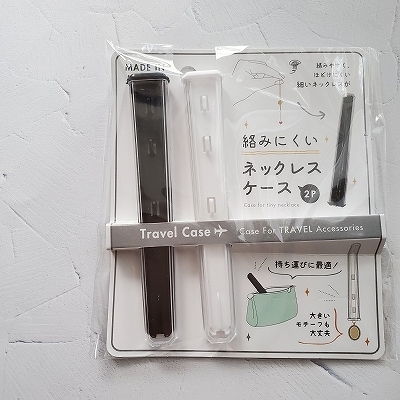 MADE IN
絡みやすく、
ほどけにくい
細いネックレスが
絡みにくい
ネックレス
ケース 2P
Case for tiny necklace
Travel Case
Case For TRAVEL Accessories
持ち運びに最適!
大きい
モチーフも
大丈夫